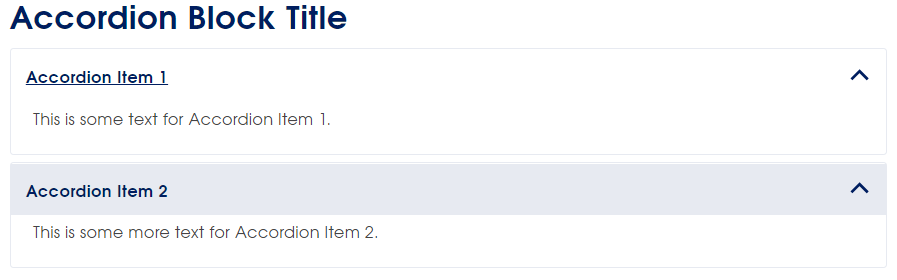 Accordion Block Title
Accordion Item 1
This is some text for Accordion Item 1.
Accordion Item 2
This is some more text for Accordion Item 2.